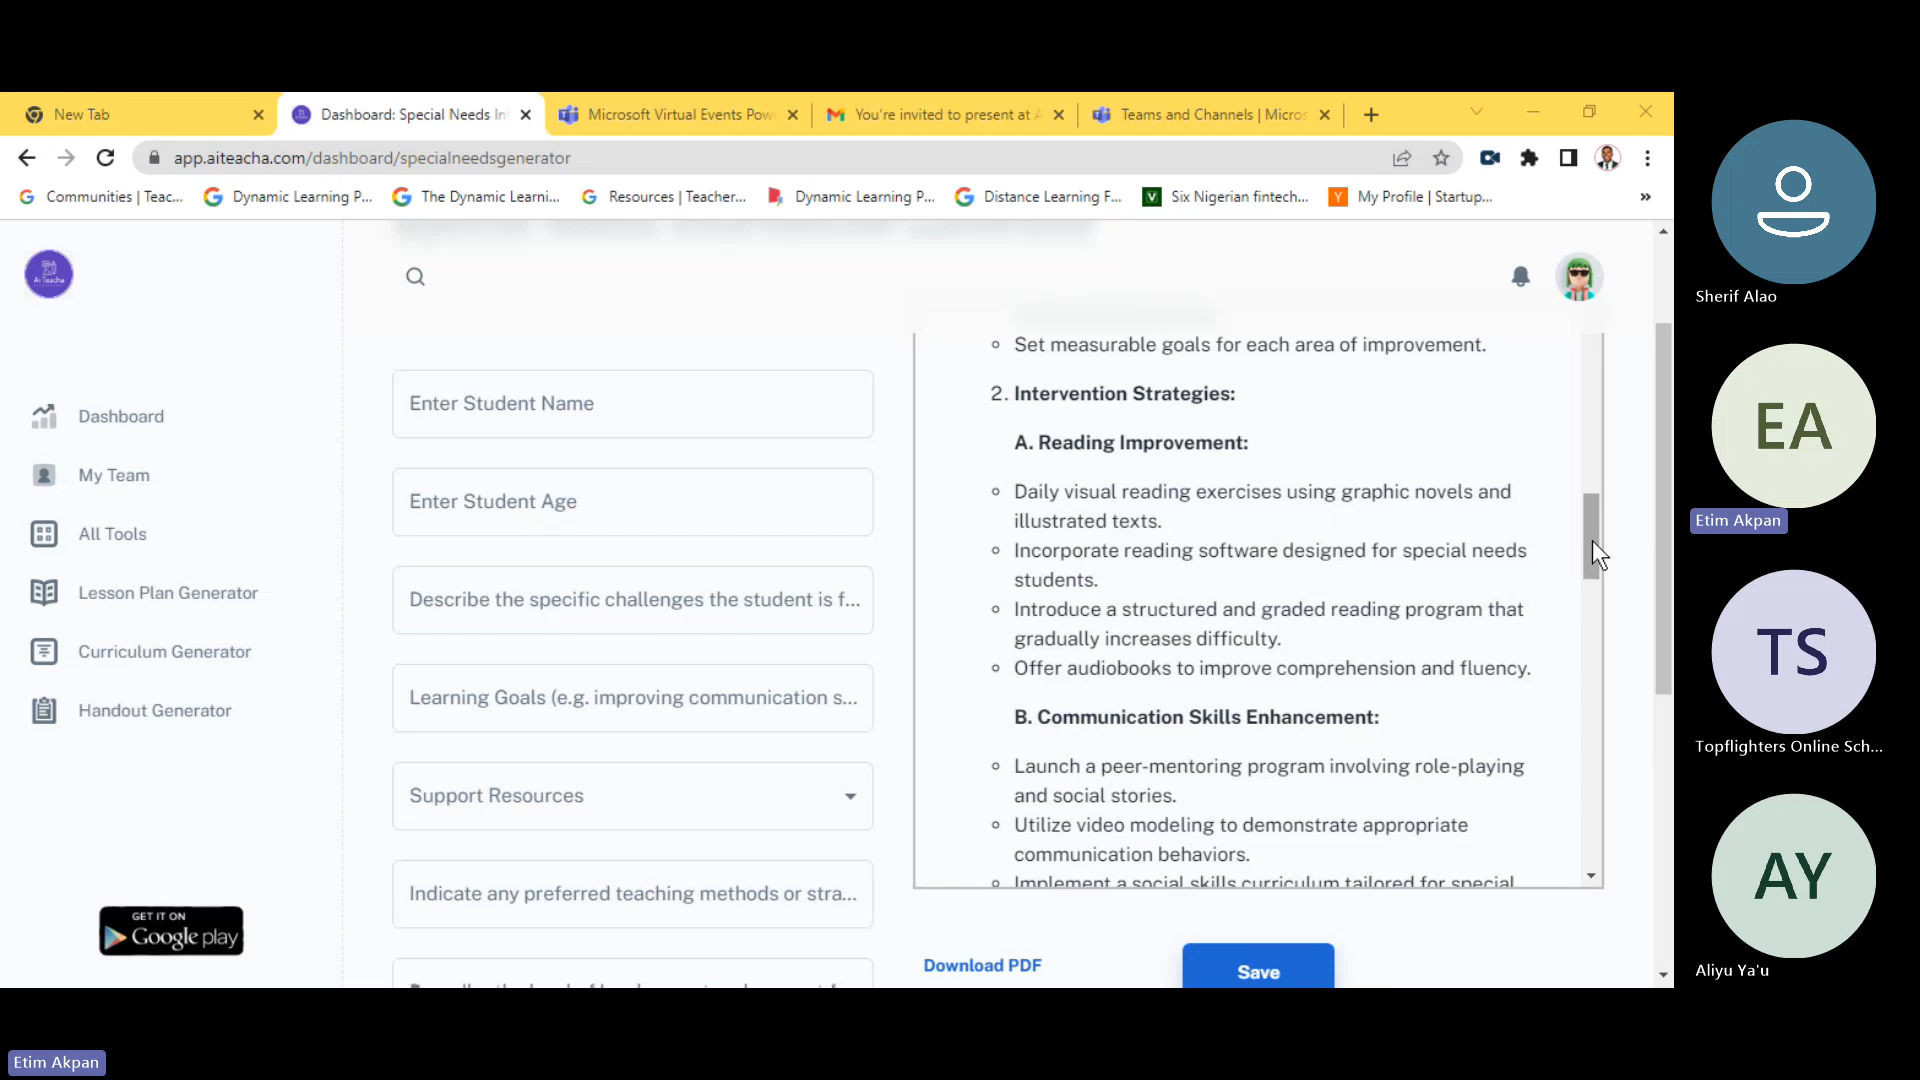 New Tab
Dashboard: Special Needs In
Microsoft Virtual Events Pow
You're invited to present at A
Teams and Channels | Micros
app.aiteacha.com/dashboard/specialneedsgenerator
Communities | Teac...
Dynamic Learning P...
The Dynamic Learni...
Resources | Teacher...
Dynamic Learning P...
Distance Learning F...
Six Nigerian fintech...
My Profile | Startup...
»
Ai Teacha
Dashboard
My Team
All Tools
Lesson Plan Generator
Curriculum Generator
Handout Generator
GET IT ON
Google play
Enter Student Name
Enter Student Age
Describe the specific challenges the student is f...
Learning Goals (e.g. improving communication s...
Support Resources
Indicate any preferred teaching methods or stra...
Set measurable goals for each area of improvement.
2. Intervention Strategies:
A. Reading Improvement:
Daily visual reading exercises using graphic novels and
illustrated texts.
Incorporate reading software designed for special needs
students.
Introduce a structured and graded reading program that
gradually increases difficulty.
Offer audiobooks to improve comprehension and fluency.
B. Communication Skills Enhancement:
Launch a peer-mentoring program involving role-playing
and social stories.
Utilize video modeling to demonstrate appropriate
communication behaviors.
Implement a social skills curriculum tailored for special
Download PDF
Save
Sherif Alao
EA
Etim Akpan
TS
Topflighters Online Sch...
AY
Aliyu Ya'u
Etim Akpan